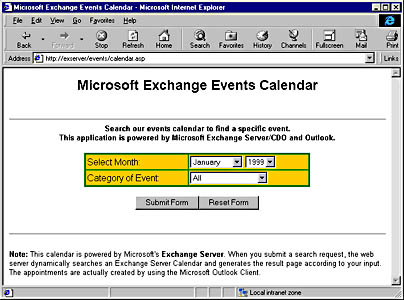 Microsoft Exchange Events Calendar - Microsoft Internet Explorer
File Edit View Go Favorites Help
Back Forward Stop Refresh Home Search Favorites History Channels Fullscreen Mail Print
Address http://exserver/events/calendar.asp Links
Microsoft Exchange Events Calendar
Search our events calendar to find a specific event.
This application is powered by Microsoft Exchange Server/CDO and Outlook.
Select Month: January 1999
Category of Event: All
Submit Form Reset Form
Note: This calendar is powered by Microsoft's Exchange Server. When you submit a search request, the web
server dynamically searches an Exchange Server Calendar and generates the result page according to your input.
The appointments are actually created by using the Microsoft Outlook Client.
Local intranet zone